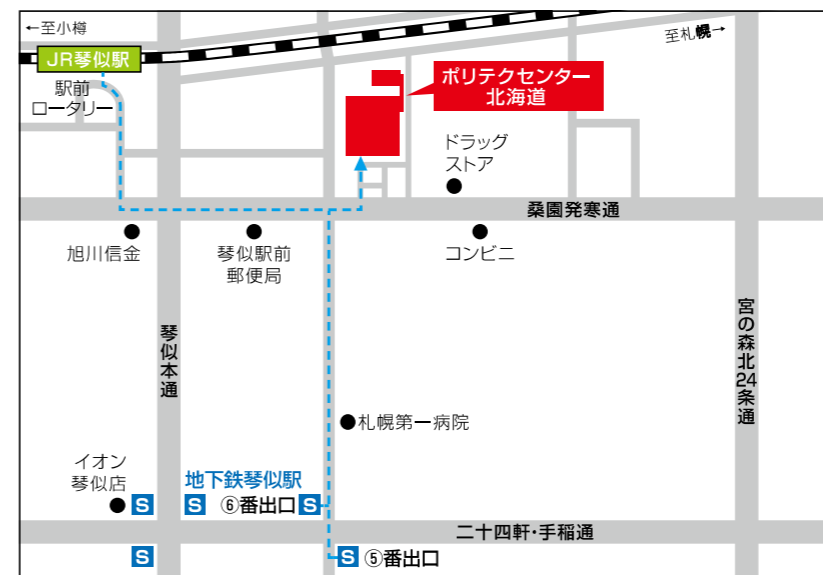 ←至小樽
至札幌→
JR琴似駅
駅前
ロータリー
ポリテクセンター
北海道
ドラッグ
ストア
桑園発寒通
旭川信金
琴似駅前
郵便局
コンビニ
琴似本通
宮の森北24条通
札幌第一病院
イオン
琴似店
S
地下鉄琴似駅
S ⑥番出口 S
二十四軒・手稲通
S
S ⑤番出口